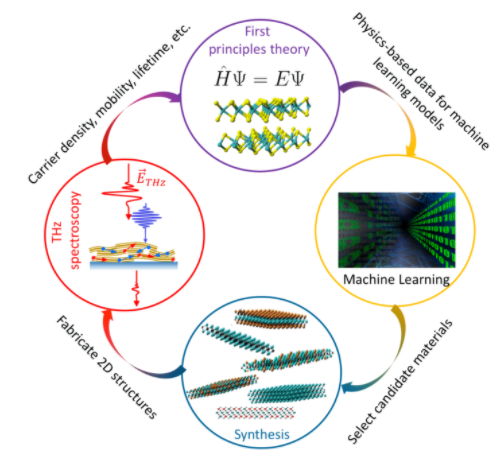 First
principles theory
ĤΨ = EΨ
Physics-based data for machine
learning models
Machine Learning
Select candidate materials
Synthesis
Fabricate 2D structures
THz
spectroscopy
E⃗_THz
Carrier density, mobility, lifetime, etc.